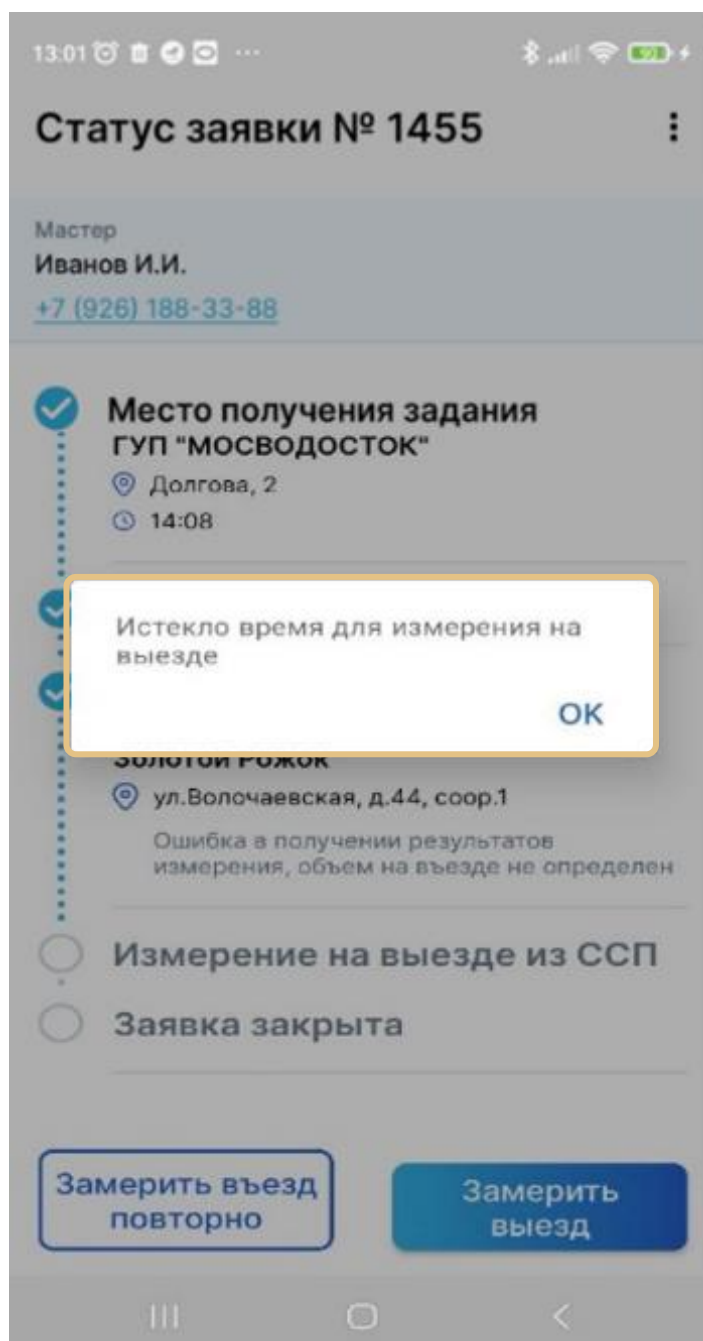 13:01
Статус заявки № 1455
Мастер
Иванов И.И.
+7 (926) 188-33-88
Место получения задания
ГУП "МОСВОДОСТОК"
Долгова, 2
14:08
Истекло время для измерения на
выезде
OK
Золотой Рожок
ул.Волочаевская, д.44, соор.1
Ошибка в получении результатов
измерения, объем на въезде не определен
Измерение на выезде из ССП
Заявка закрыта
Замерить въезд
повторно
Замерить
выезд